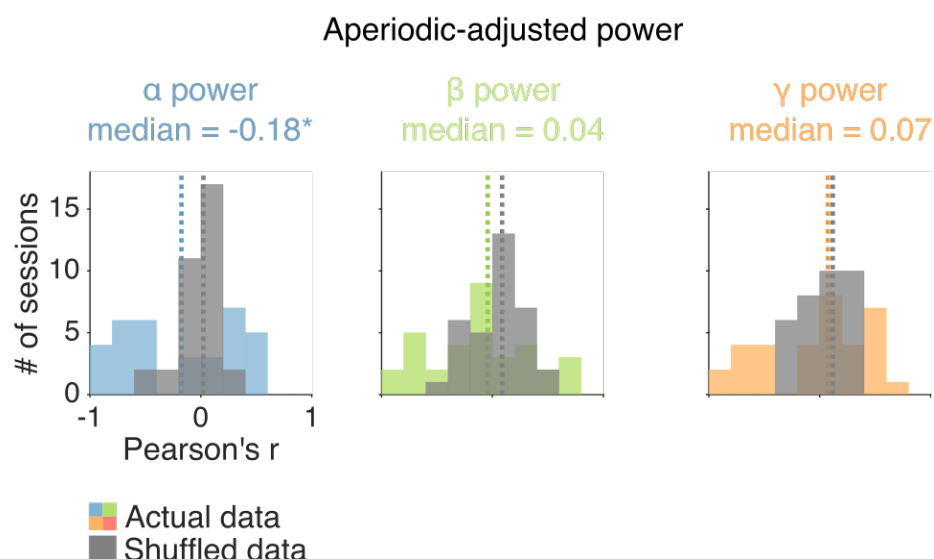 Aperiodic-adjusted power
α power
median = -0.18*
β power
median = 0.04
γ power
median = 0.07
# of sessions
15
10
5
0
-1 0 1
Pearson's r
Actual data
Shuffled data